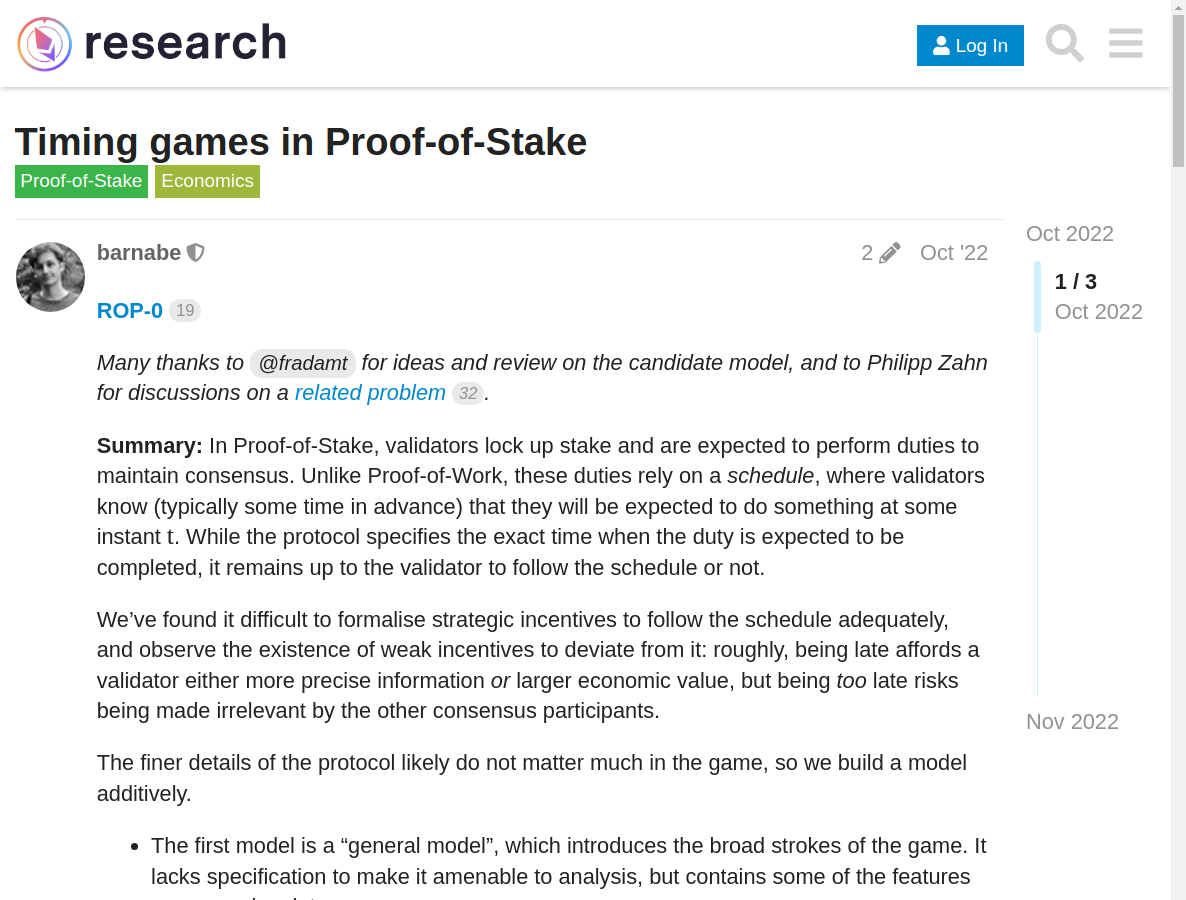 research
Log In
Timing games in Proof-of-Stake
Proof-of-Stake Economics
barnabe 2 Oct '22
Oct 2022
1 / 3
Oct 2022
ROP-0 19
Many thanks to @fradamt for ideas and review on the candidate model, and to Philipp Zahn
for discussions on a related problem 32.
Summary: In Proof-of-Stake, validators lock up stake and are expected to perform duties to
maintain consensus. Unlike Proof-of-Work, these duties rely on a schedule, where validators
know (typically some time in advance) that they will be expected to do something at some
instant t. While the protocol specifies the exact time when the duty is expected to be
completed, it remains up to the validator to follow the schedule or not.
We’ve found it difficult to formalise strategic incentives to follow the schedule adequately,
and observe the existence of weak incentives to deviate from it: roughly, being late affords a
validator either more precise information or larger economic value, but being too late risks
being made irrelevant by the other consensus participants.
Nov 2022
The finer details of the protocol likely do not matter much in the game, so we build a model
additively.
• The first model is a “general model”, which introduces the broad strokes of the game. It
lacks specification to make it amenable to analysis, but contains some of the features